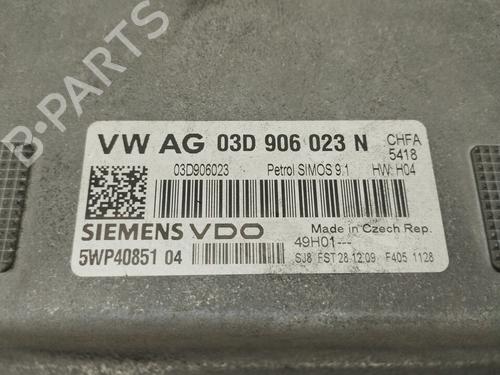 B-PARTS
VW AG 03D 906 023 N CHFA
5418
03D906023 Petrol SIMOS 9.1 HW: H04
SIEMENS VDO Made in Czech Rep.
49H01---
5WP40851 04 SJ8 FST 28.12.09 F405 1128